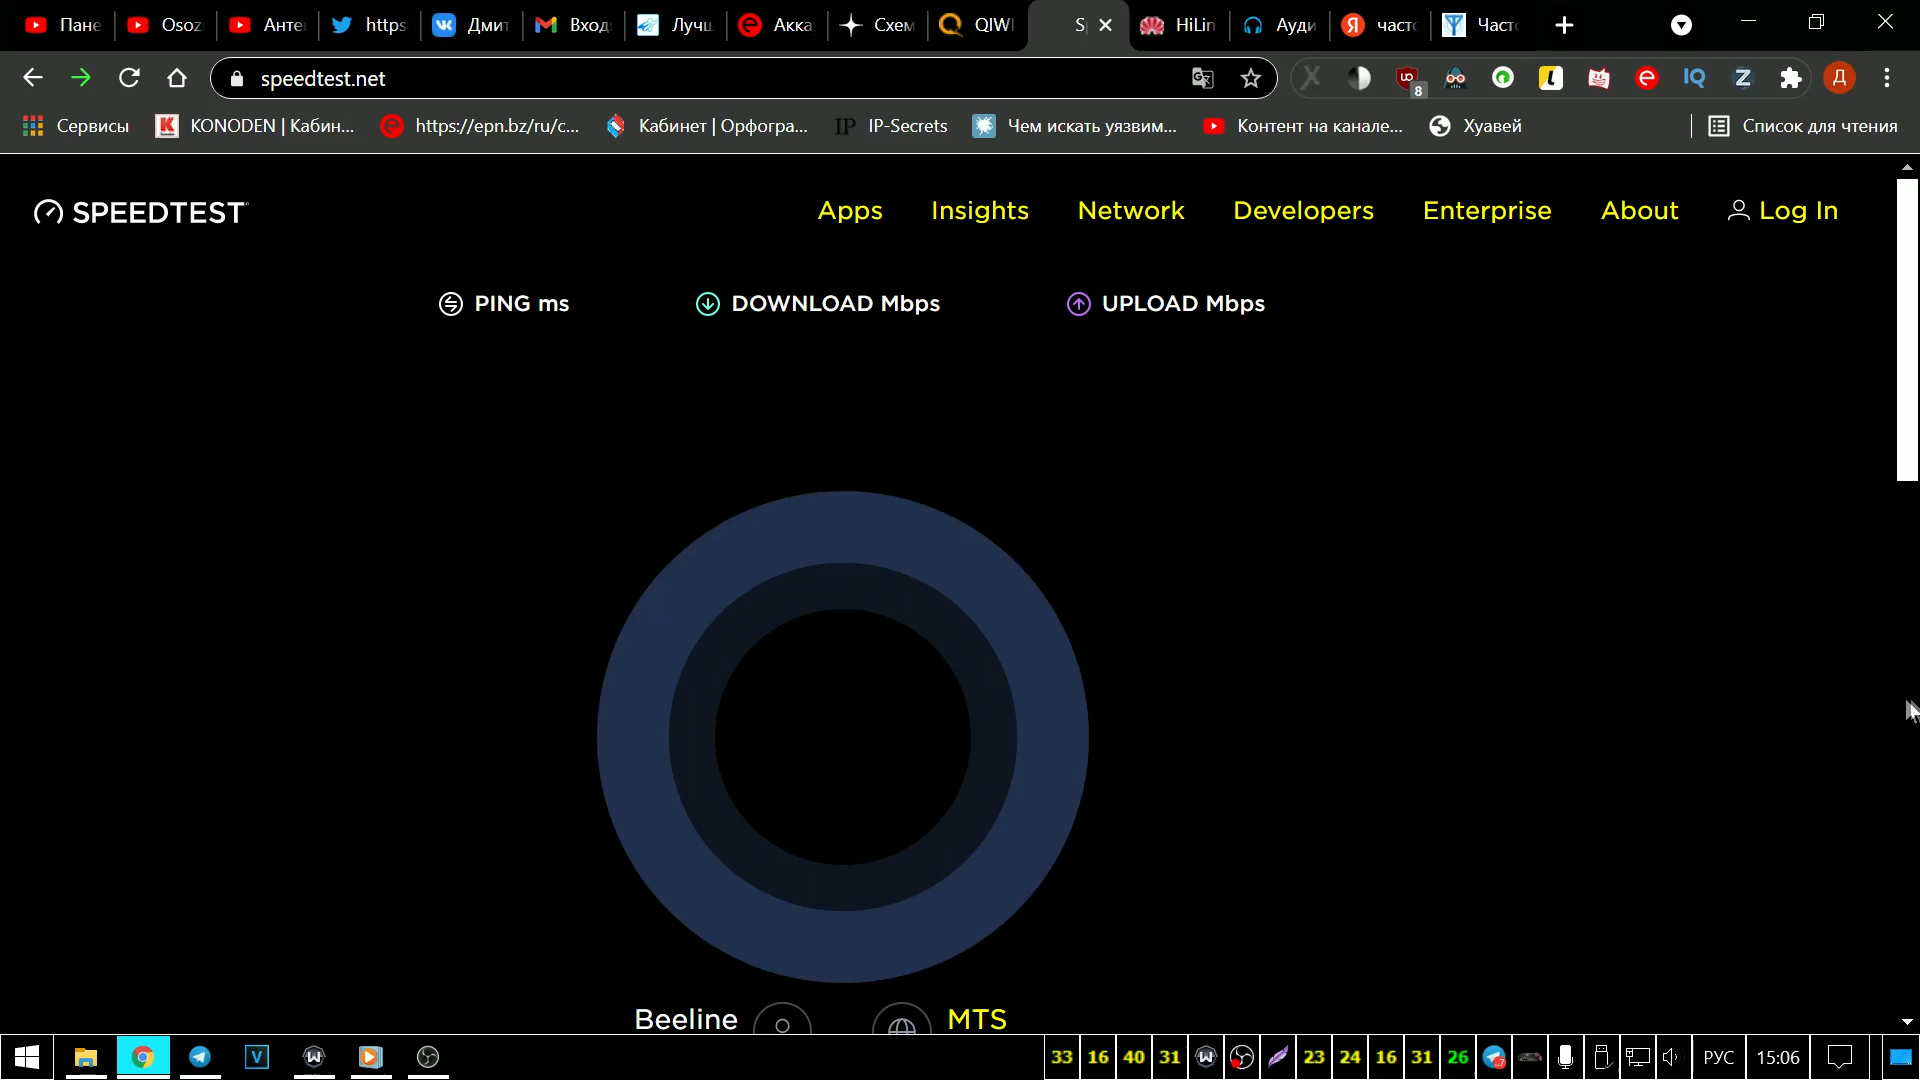 Пане
Osoz
Анте
https
Дмит
Вход
Лучш
Акка
Схем
QIWI
S
HiLin
Ауди
част
Част
speedtest.net
8
Д
Сервисы
KONODEN | Кабин...
https://epn.bz/ru/c...
Кабинет | Орфогра...
IP-Secrets
Чем искать уязвим...
Контент на канале...
Хуавей
Список для чтения
SPEEDTEST
Apps
Insights
Network
Developers
Enterprise
About
Log In
PING ms
DOWNLOAD Mbps
UPLOAD Mbps
Beeline
MTS
33
16
40
31
23
24
16
31
26
РУС
15:06